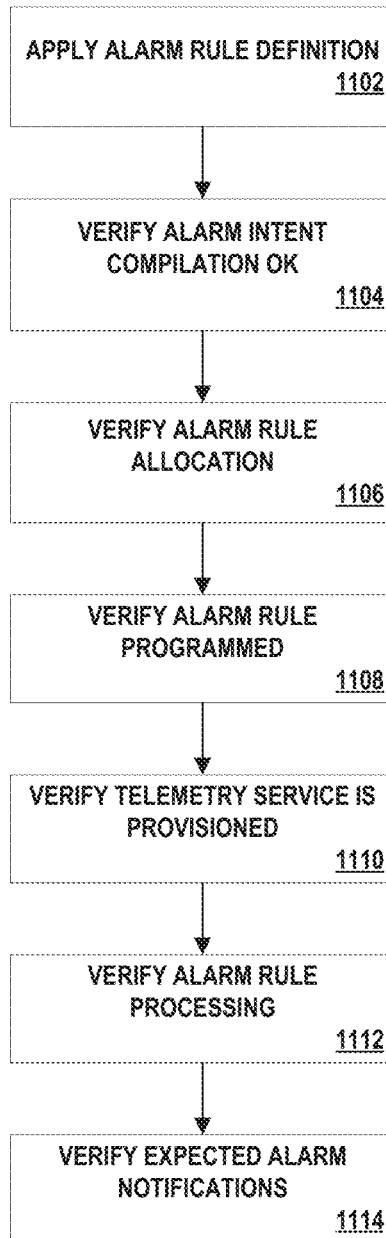 APPLY ALARM RULE DEFINITION
1102
VERIFY ALARM INTENT
COMPILATION OK
1104
VERIFY ALARM RULE
ALLOCATION
1106
VERIFY ALARM RULE
PROGRAMMED
1108
VERIFY TELEMETRY SERVICE IS
PROVISIONED
1110
VERIFY ALARM RULE
PROCESSING
1112
VERIFY EXPECTED ALARM
NOTIFICATIONS
1114